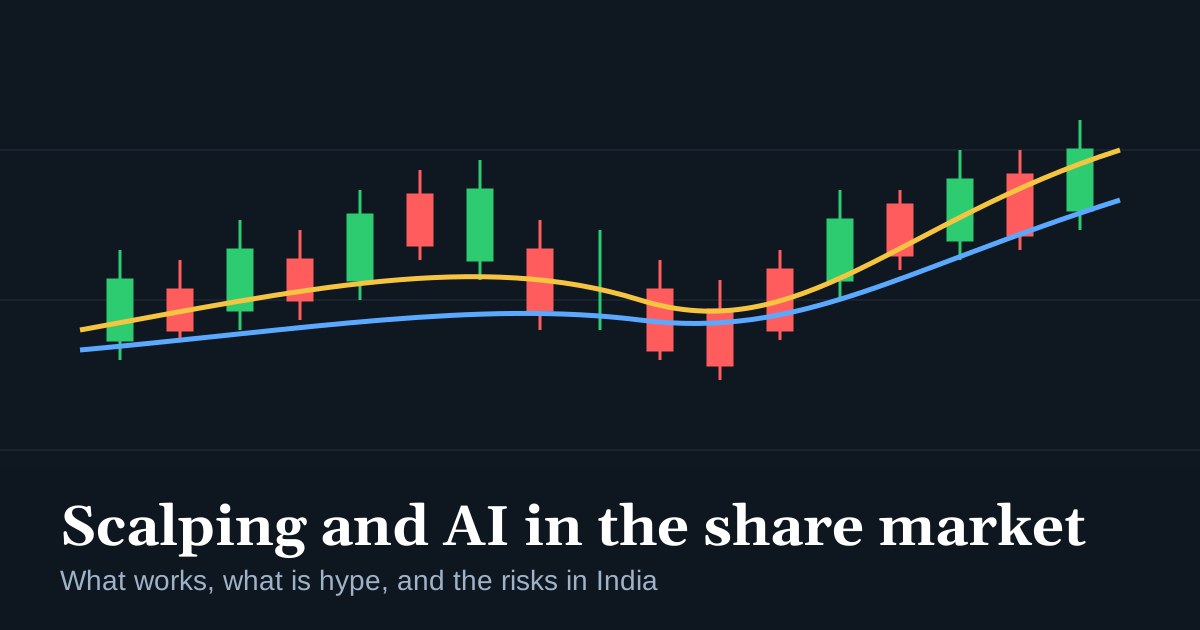 Scalping and AI in the share market
What works, what is hype, and the risks in India